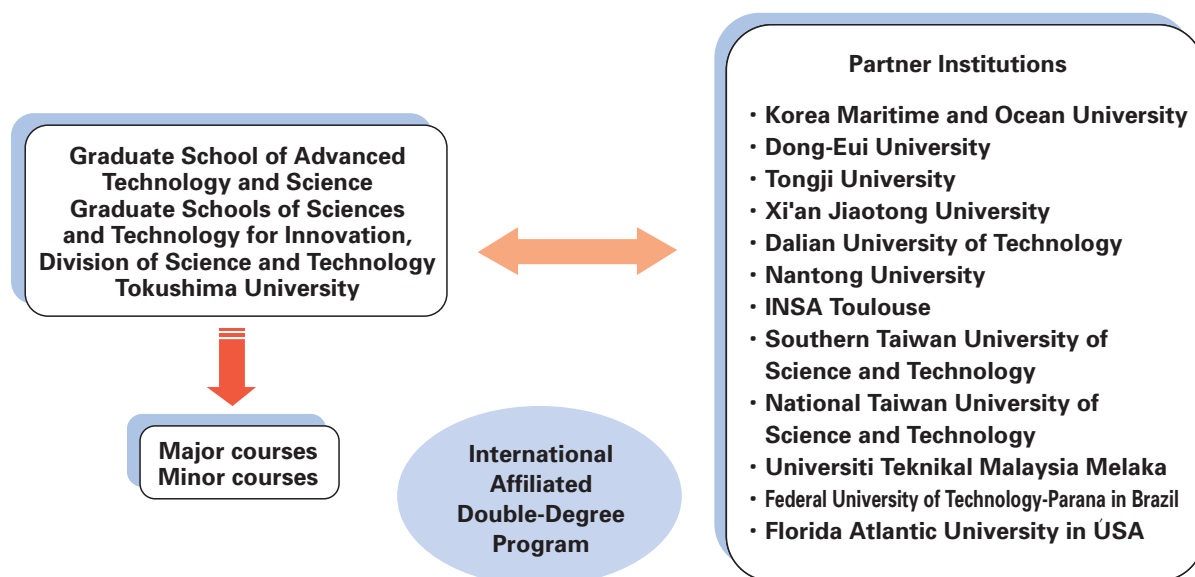 Graduate School of Advanced
Technology and Science
Graduate Schools of Sciences
and Technology for Innovation,
Division of Science and Technology
Tokushima University
Major courses
Minor courses
International
Affiliated
Double-Degree
Program
Partner Institutions
・Korea Maritime and Ocean University
・Dong-Eui University
・Tongji University
・Xi'an Jiaotong University
・Dalian University of Technology
・Nantong University
・INSA Toulouse
・Southern Taiwan University of
Science and Technology
・National Taiwan University of
Science and Technology
・Universiti Teknikal Malaysia Melaka
・Federal University of Technology-Parana in Brazil
・Florida Atlantic University in USA